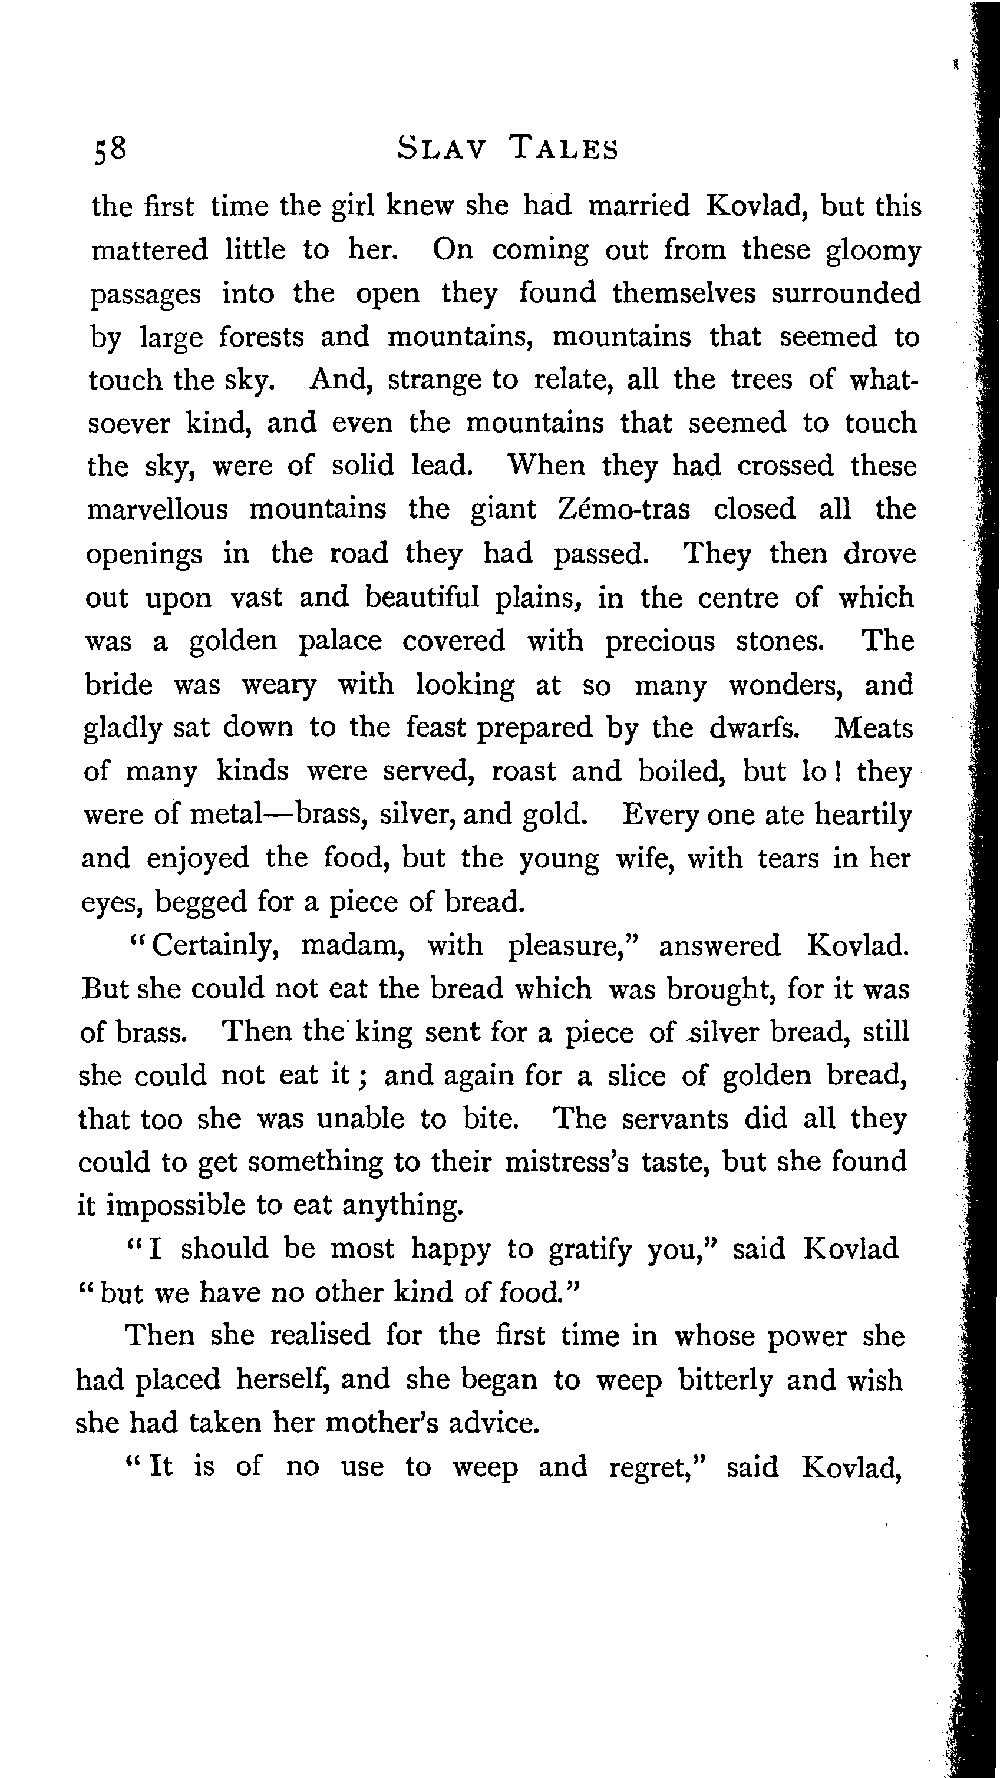 58 SLAV TALES
the first time the girl knew she had married Kovlad, but this
mattered little to her. On coming out from these gloomy
passages into the open they found themselves surrounded
by large forests and mountains, mountains that seemed to
touch the sky. And, strange to relate, all the trees of what-
soever kind, and even the mountains that seemed to touch
the sky, were of solid lead. When they had crossed these
marvellous mountains the giant Zémo-tras closed all the
openings in the road they had passed. They then drove
out upon vast and beautiful plains, in the centre of which
was a golden palace covered with precious stones. The
bride was weary with looking at so many wonders, and
gladly sat down to the feast prepared by the dwarfs. Meats
of many kinds were served, roast and boiled, but lo! they
were of metal—brass, silver, and gold. Every one ate heartily
and enjoyed the food, but the young wife, with tears in her
eyes, begged for a piece of bread.
“Certainly, madam, with pleasure,” answered Kovlad.
But she could not eat the bread which was brought, for it was
of brass. Then the king sent for a piece of silver bread, still
she could not eat it; and again for a slice of golden bread,
that too she was unable to bite. The servants did all they
could to get something to their mistress’s taste, but she found
it impossible to eat anything.
“I should be most happy to gratify you,” said Kovlad
“but we have no other kind of food.”
Then she realised for the first time in whose power she
had placed herself, and she began to weep bitterly and wish
she had taken her mother’s advice.
“It is of no use to weep and regret,” said Kovlad,